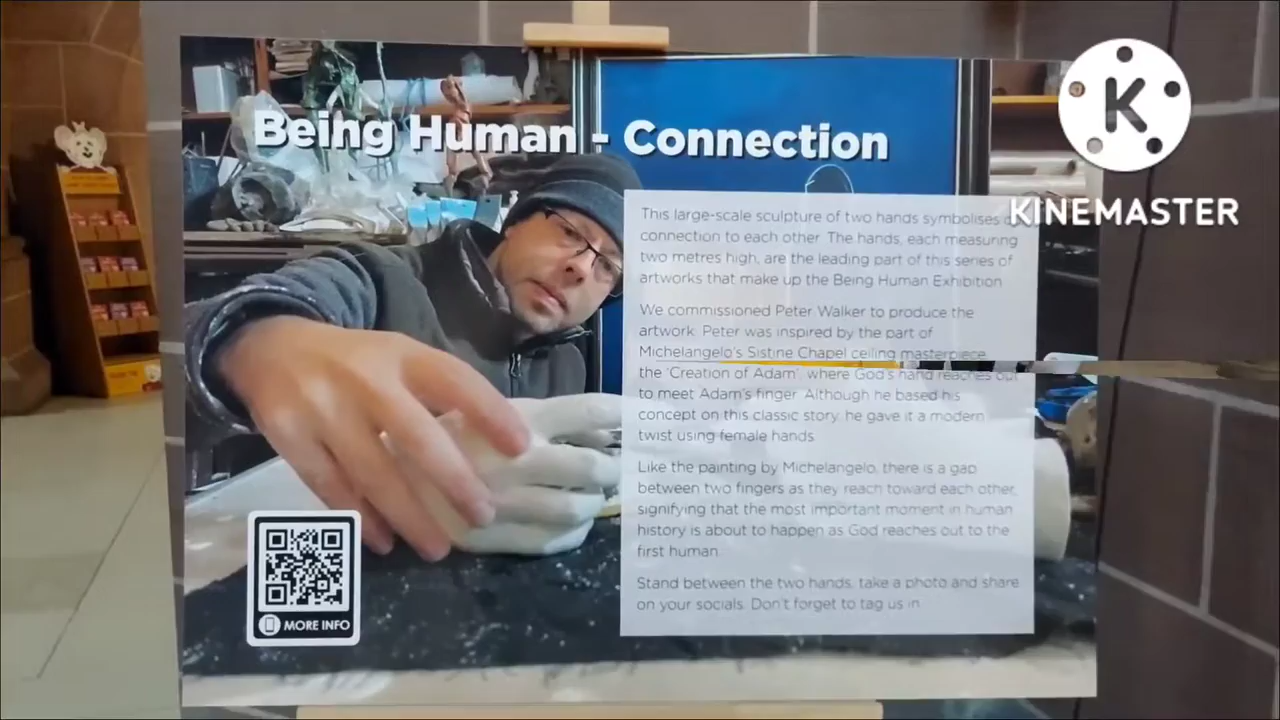 Being Human - Connection
K
KINEMASTER
This large-scale sculpture of two hands symbolises
connection to each other. The hands, each measuring
two metres high, are the leading part of this series of
artworks that make up the Being Human Exhibition
We commissioned Peter Walker to produce the
artwork. Peter was inspired by the part of
Michelangelo's Sistine Chapel ceiling masterpiece
the 'Creation of Adam', where God's hand reaches out
to meet Adam's finger. Although he based his
concept on this classic story, he gave it a modern
twist using female hands.
Like the painting by Michelangelo, there is a gap
between two fingers as they reach toward each other,
signifying that the most important moment in human
history is about to happen as God reaches out to the
first human.
Stand between the two hands, take a photo and share
on your socials. Don't forget to tag us in
MORE INFO